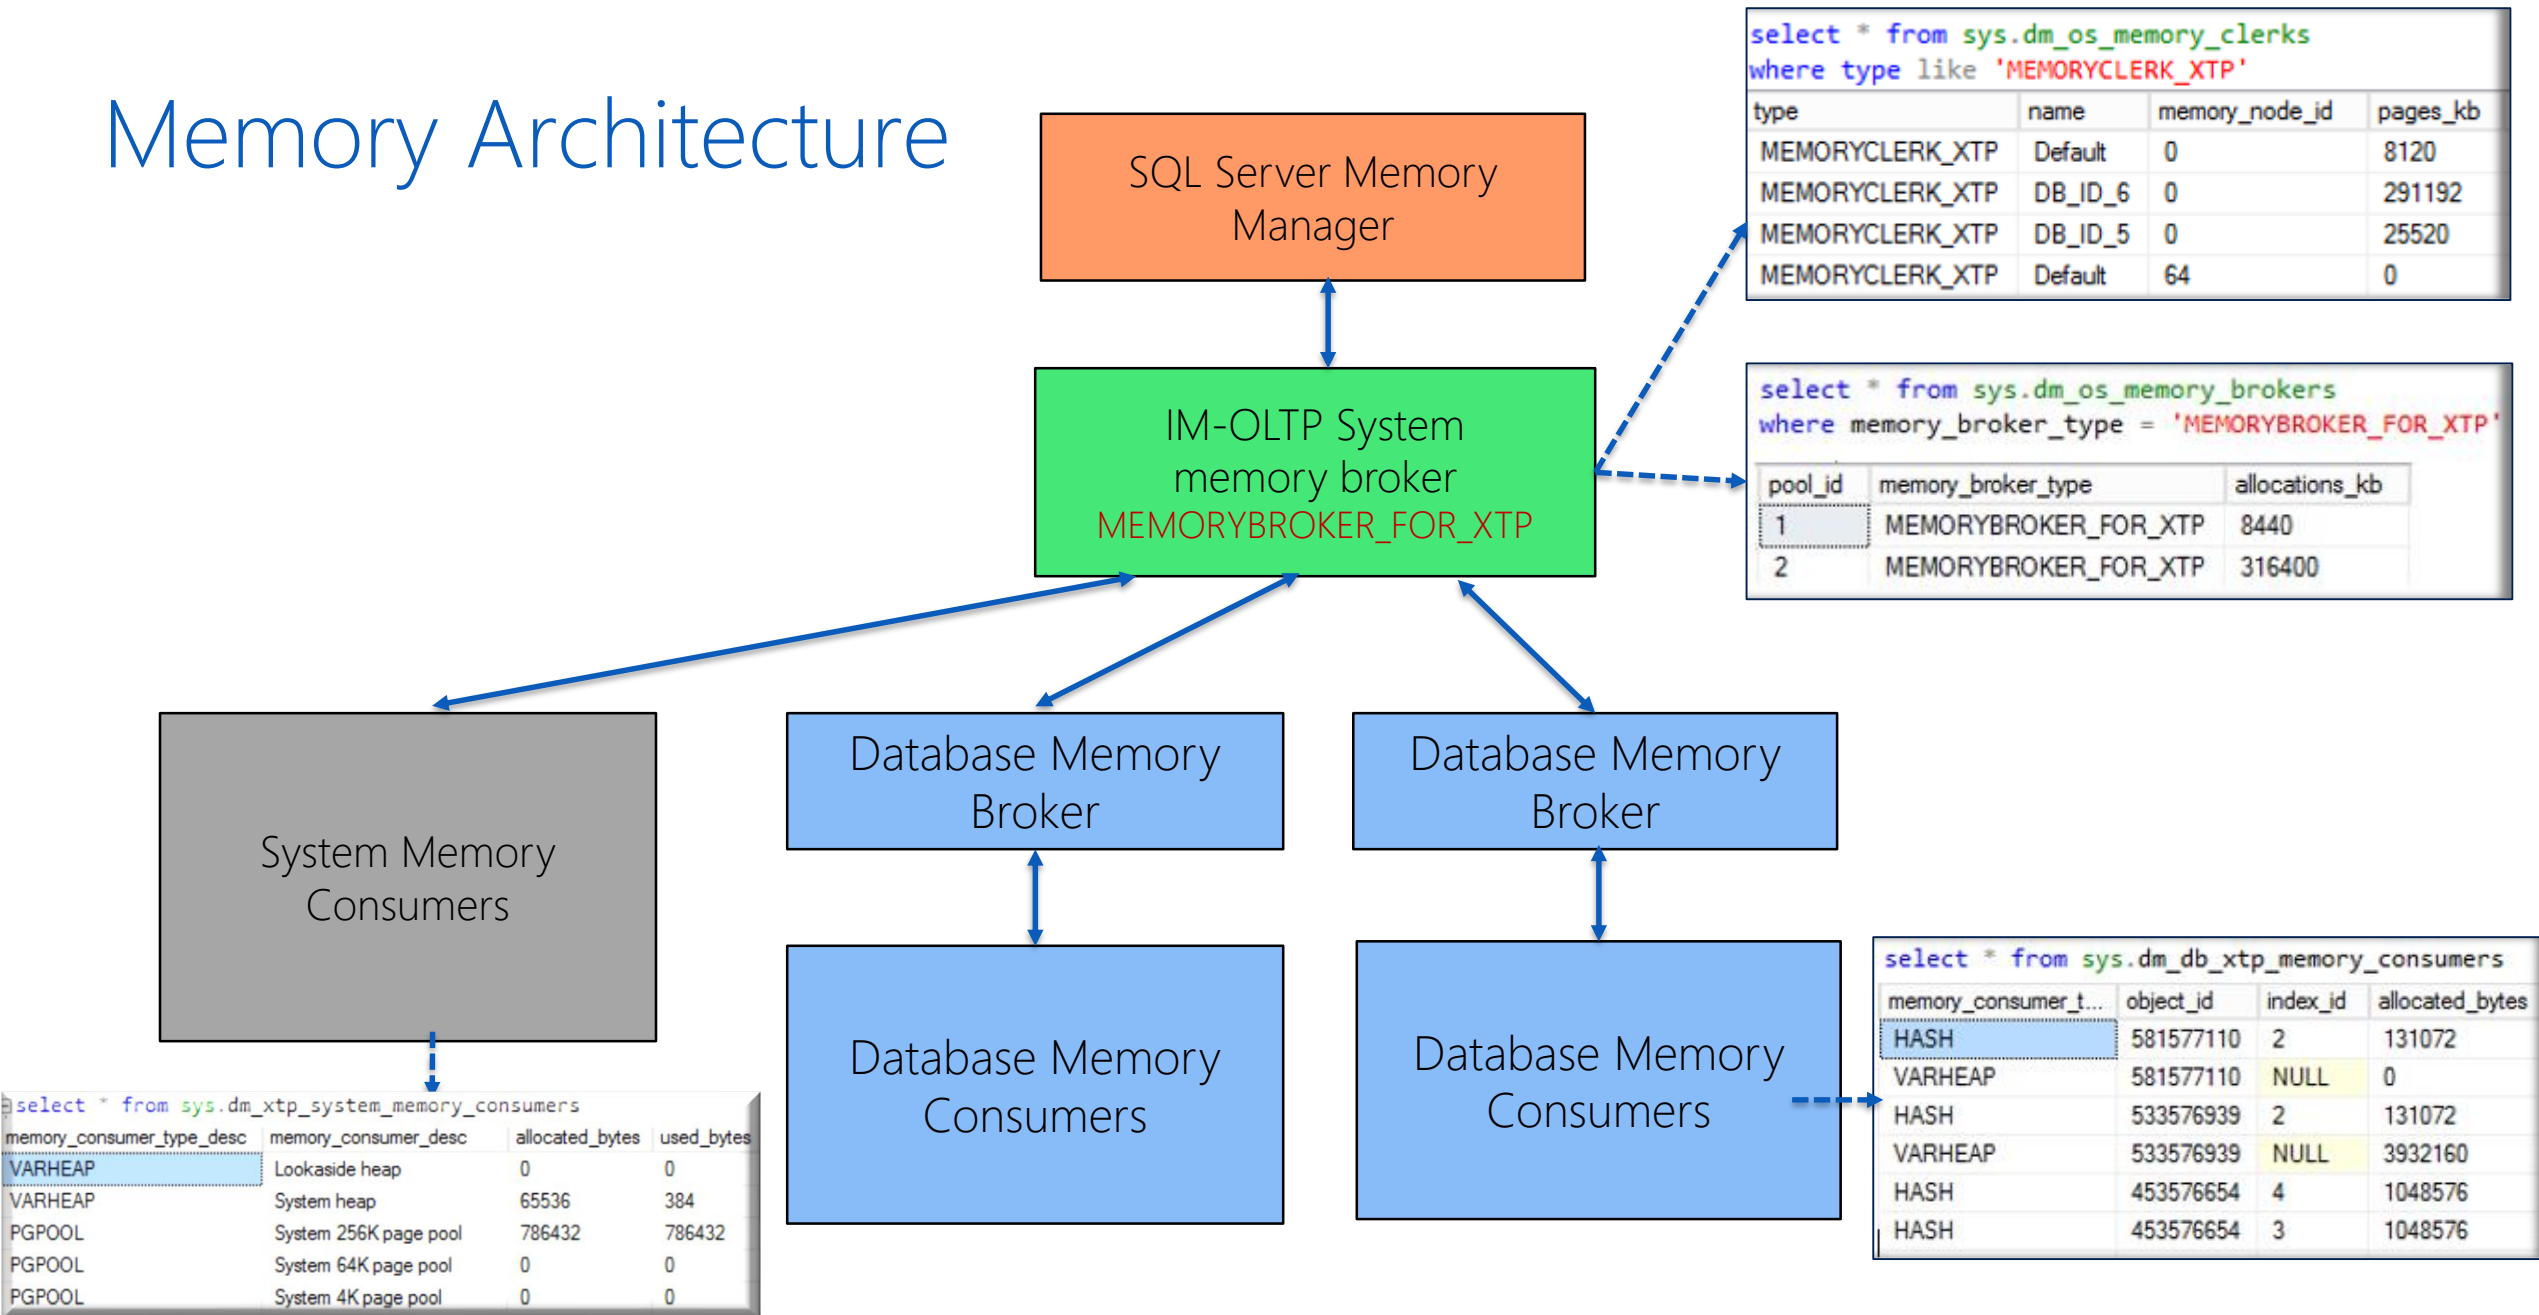 Memory Architecture
SQL Server Memory
Manager
IM-OLTP System
memory broker
MEMORYBROKER_FOR_XTP
select * from sys.dm_os_memory_clerks
where type like 'MEMORYCLERK_XTP'
type name memory_node_id pages_kb
MEMORYCLERK_XTP Default 0 8120
MEMORYCLERK_XTP DB_ID_6 0 291192
MEMORYCLERK_XTP DB_ID_5 0 25520
MEMORYCLERK_XTP Default 64 0
select * from sys.dm_os_memory_brokers
where memory_broker_type = 'MEMORYBROKER_FOR_XTP'
pool_id memory_broker_type allocations_kb
1 MEMORYBROKER_FOR_XTP 8440
2 MEMORYBROKER_FOR_XTP 316400
System Memory
Consumers
Database Memory
Broker
Database Memory
Broker
Database Memory
Consumers
Database Memory
Consumers
select * from sys.dm_xtp_system_memory_consumers
memory_consumer_type_desc memory_consumer_desc allocated_bytes used_bytes
VARHEAP Lookaside heap 0 0
VARHEAP System heap 65536 384
PGPOOL System 256K page pool 786432 786432
PGPOOL System 64K page pool 0 0
PGPOOL System 4K page pool 0 0
select * from sys.dm_db_xtp_memory_consumers
memory_consumer_t... object_id index_id allocated_bytes
HASH 581577110 2 131072
VARHEAP 581577110 NULL 0
HASH 533576939 2 131072
VARHEAP 533576939 NULL 3932160
HASH 453576654 4 1048576
HASH 453576654 3 1048576